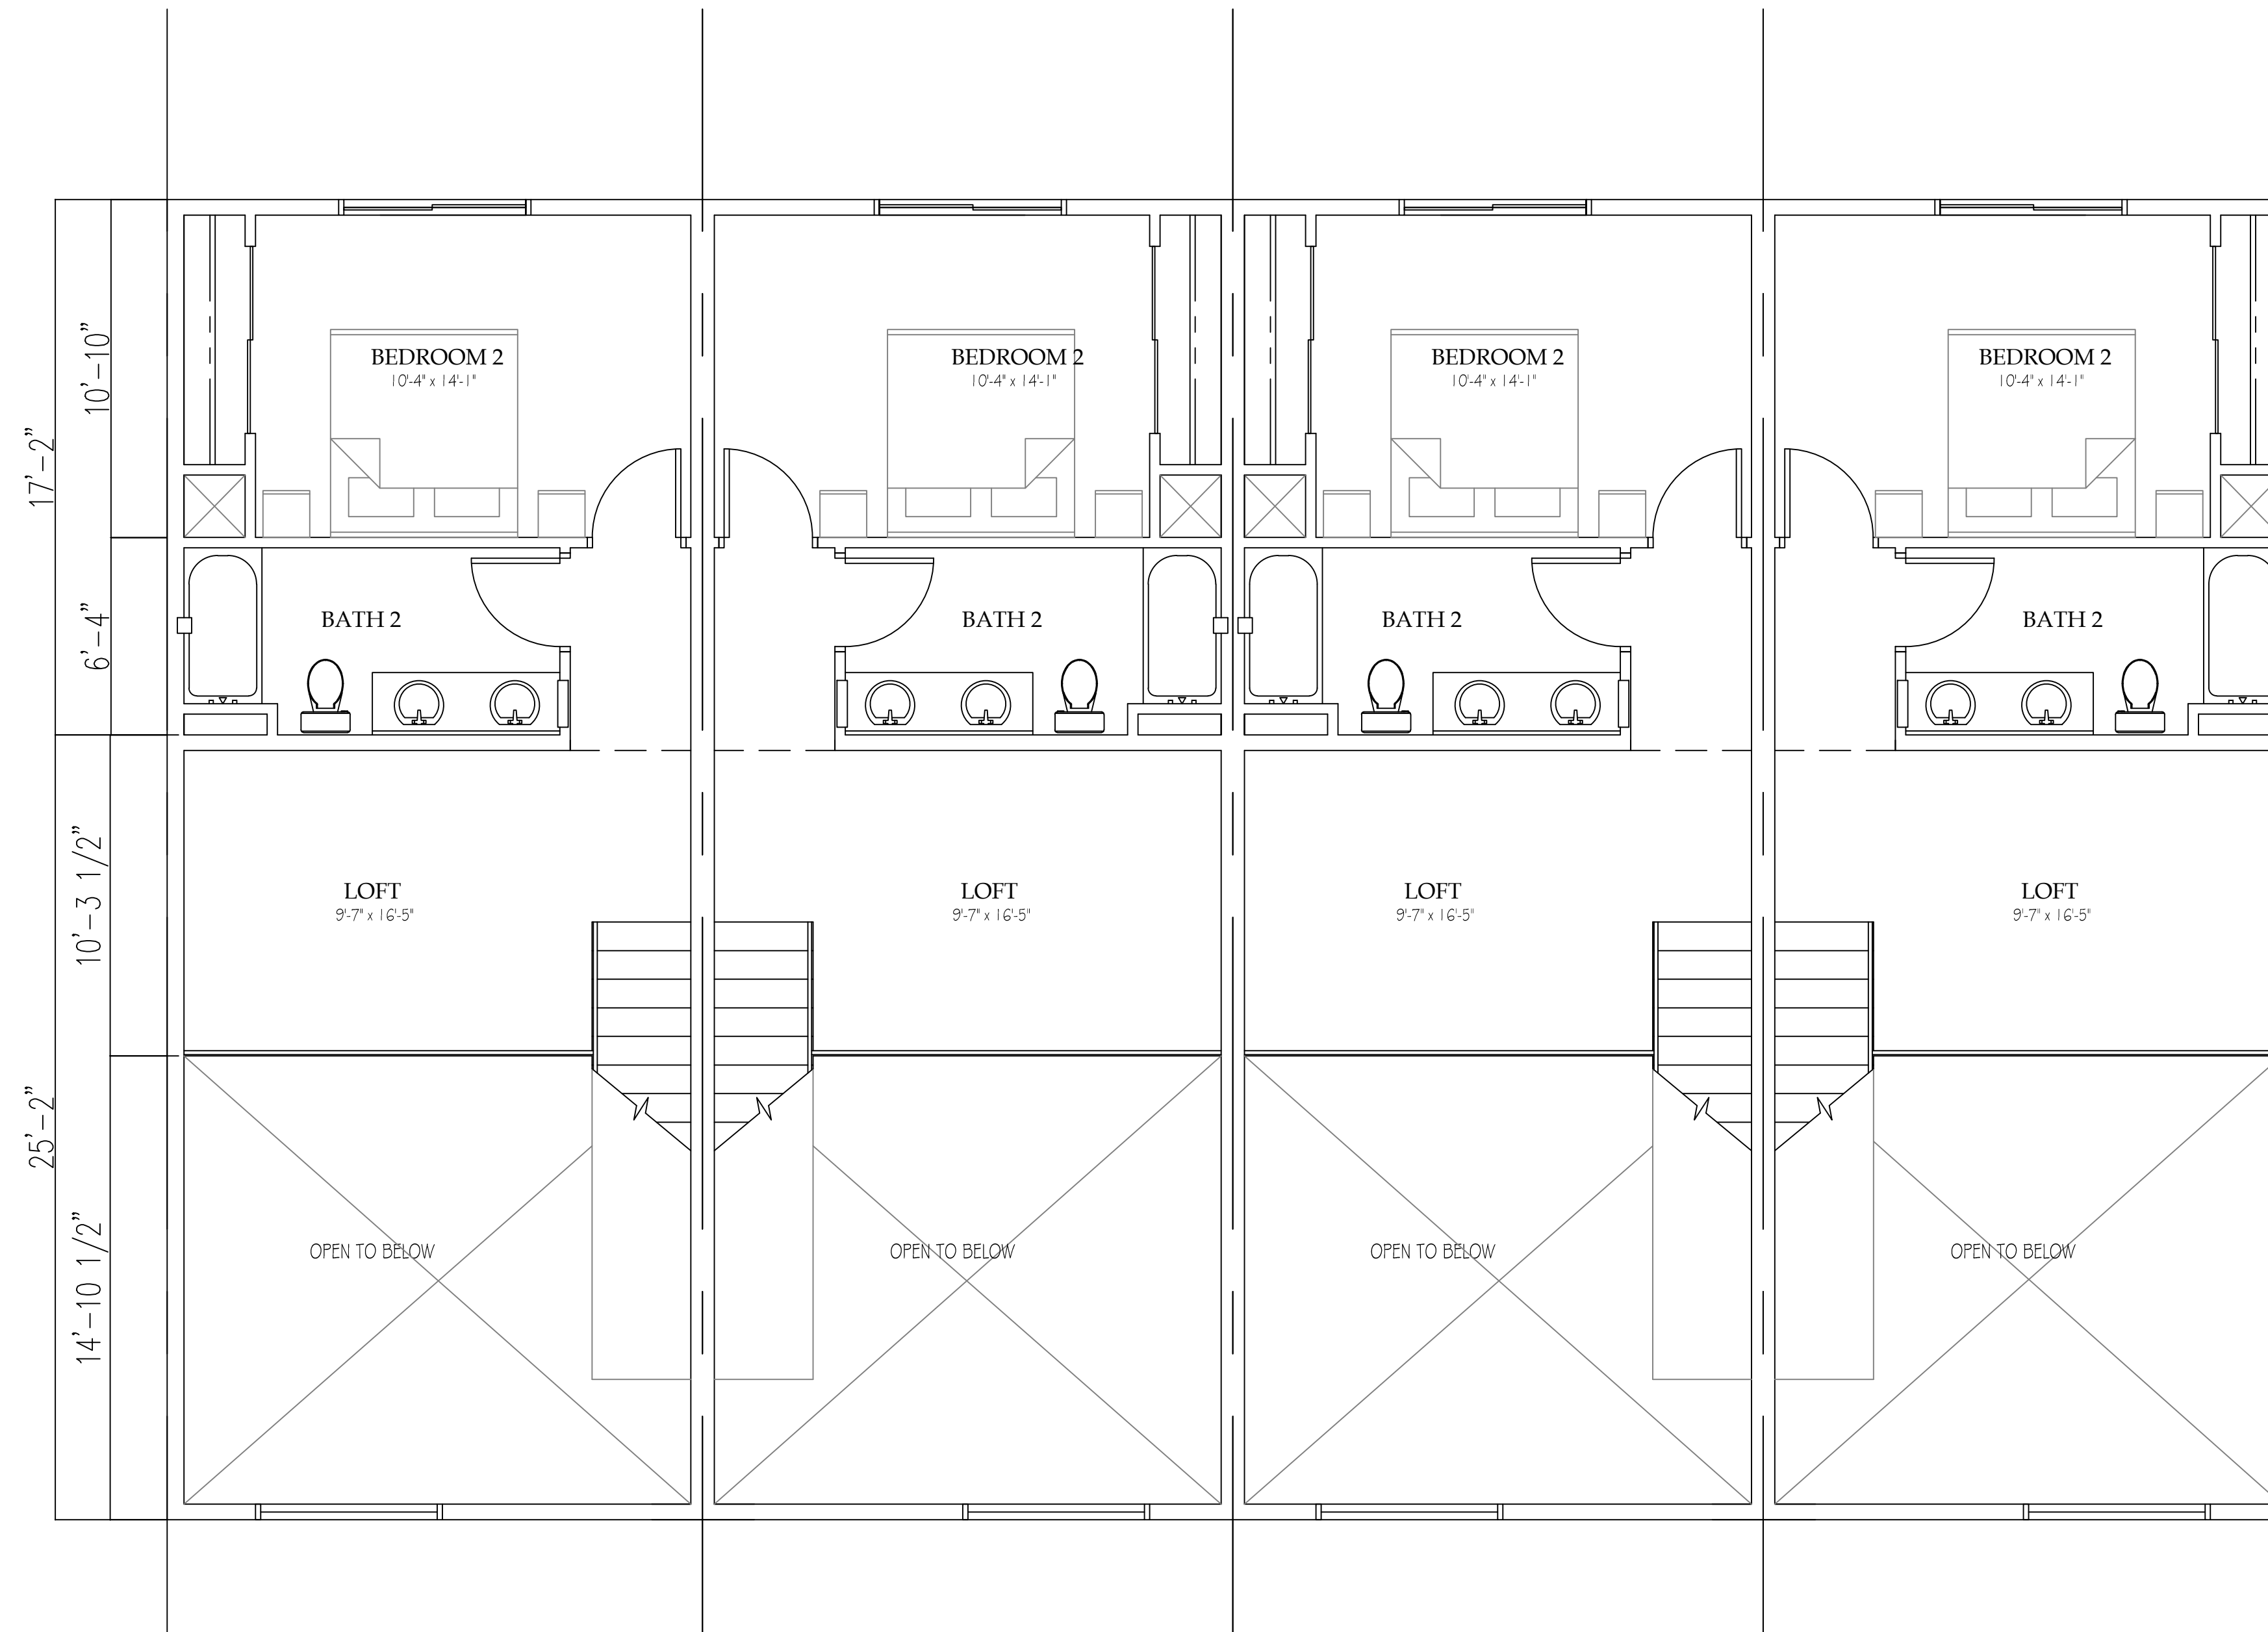 BEDROOM 2
10'-4" x 14'-1"
BEDROOM 2
10'-4" x 14'-1"
BEDROOM 2
10'-4" x 14'-1"
BEDROOM 2
10'-4" x 14'-1"
10'-10"
17'-2"
6'-4"
BATH 2
BATH 2
BATH 2
BATH 2
10'-3 1/2"
LOFT
9'-7" x 16'-5"
LOFT
9'-7" x 16'-5"
LOFT
9'-7" x 16'-5"
LOFT
9'-7" x 16'-5"
25'-2"
14'-10 1/2"
OPEN TO BELOW
OPEN TO BELOW
OPEN TO BELOW
OPEN TO BELOW